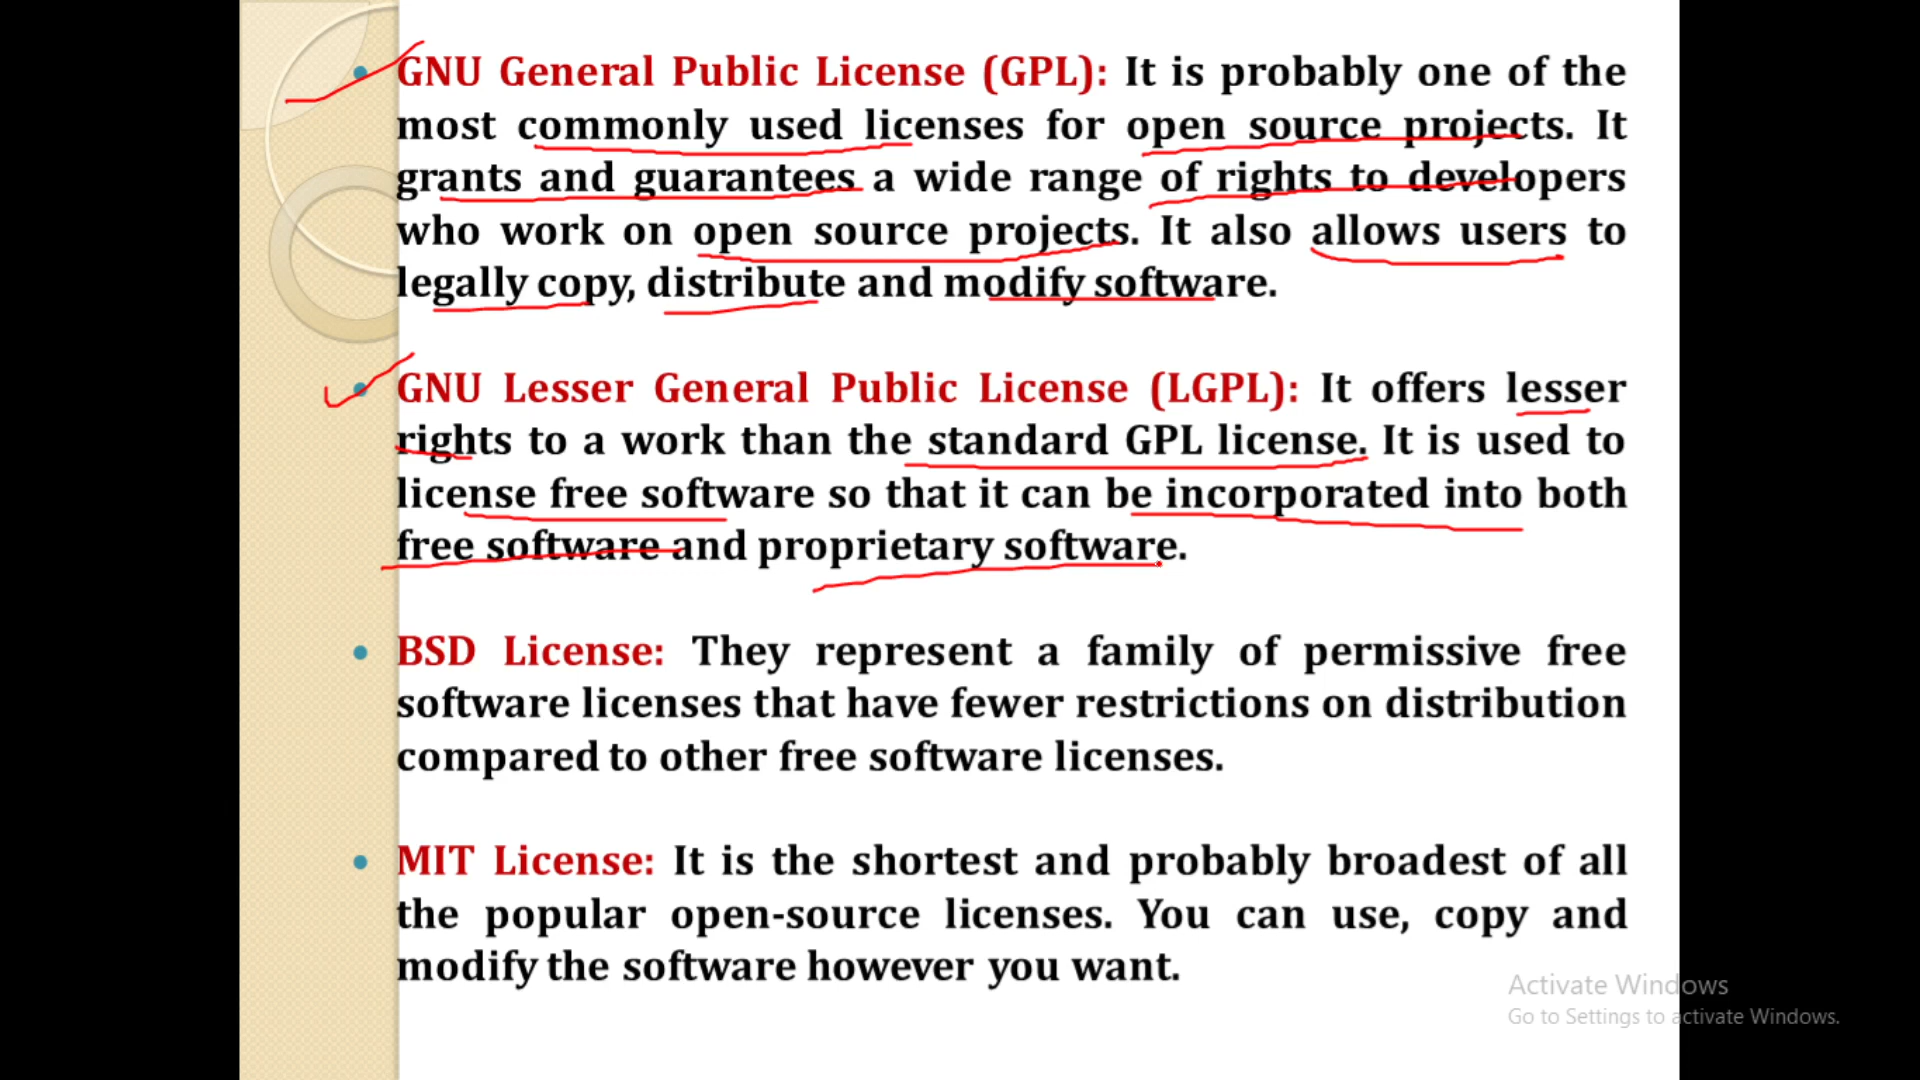 GNU General Public License (GPL): It is probably one of the
most commonly used licenses for open source projects. It
grants and guarantees a wide range of rights to developers
who work on open source projects. It also allows users to
legally copy, distribute and modify software.
GNU Lesser General Public License (LGPL): It offers lesser
rights to a work than the standard GPL license. It is used to
license free software so that it can be incorporated into both
free software and proprietary software.
BSD License: They represent a family of permissive free
software licenses that have fewer restrictions on distribution
compared to other free software licenses.
MIT License: It is the shortest and probably broadest of all
the popular open-source licenses. You can use, copy and
modify the software however you want.
Activate Windows
Go to Settings to activate Windows.